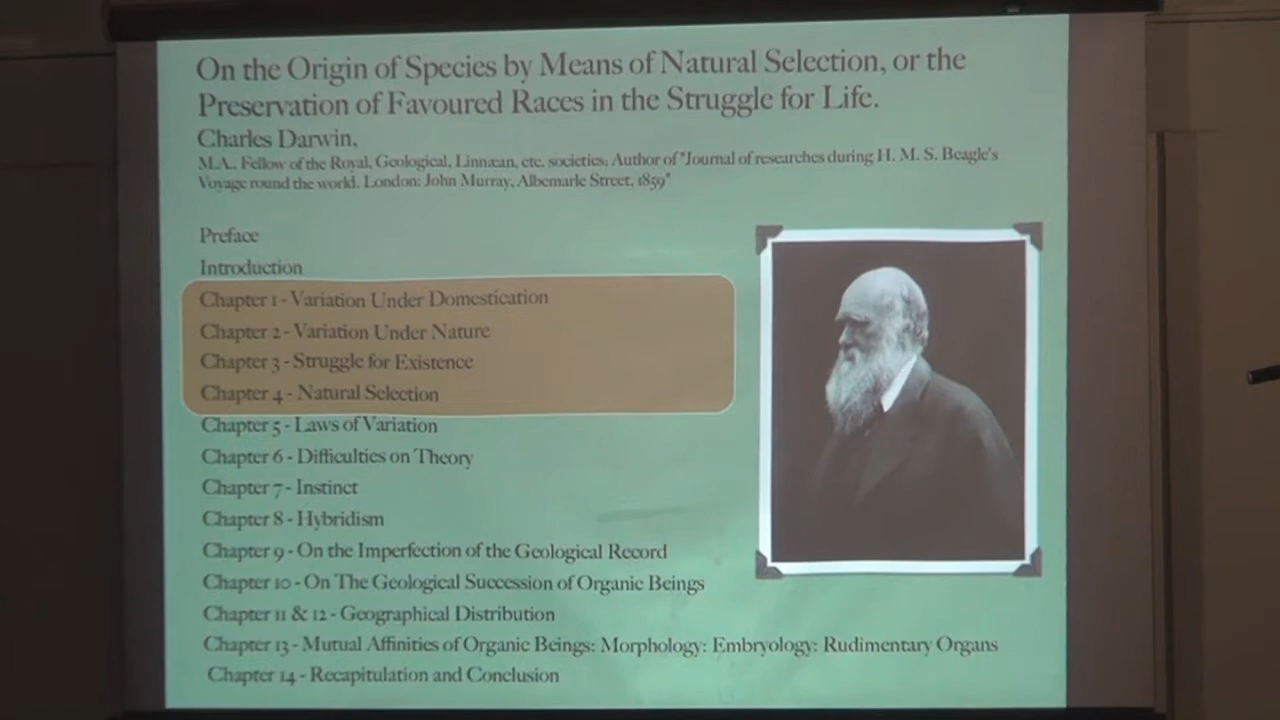 On the Origin of Species by Means of Natural Selection, or the
Preservation of Favoured Races in the Struggle for Life.
Charles Darwin,
M.A., Fellow of the Royal, Geological, Linnæan, etc. societies; Author of "Journal of researches during H. M. S. Beagle's
Voyage round the world. London: John Murray, Albemarle Street, 1859"
Preface
Introduction
Chapter 1 - Variation Under Domestication
Chapter 2 - Variation Under Nature
Chapter 3 - Struggle for Existence
Chapter 4 - Natural Selection
Chapter 5 - Laws of Variation
Chapter 6 - Difficulties on Theory
Chapter 7 - Instinct
Chapter 8 - Hybridism
Chapter 9 - On the Imperfection of the Geological Record
Chapter 10 - On The Geological Succession of Organic Beings
Chapter 11 & 12 - Geographical Distribution
Chapter 13 - Mutual Affinities of Organic Beings: Morphology: Embryology: Rudimentary Organs
Chapter 14 - Recapitulation and Conclusion